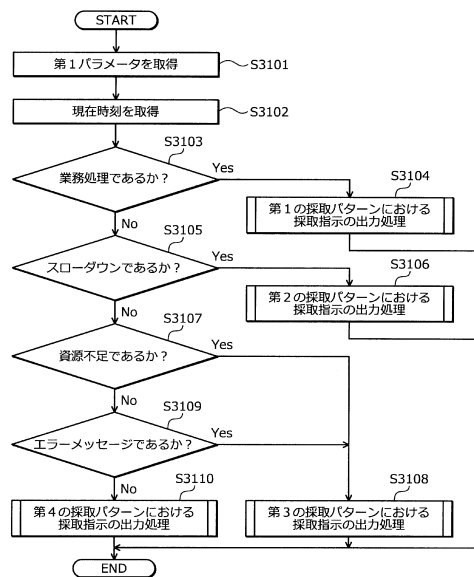 START
第1パラメータを取得
S3101
現在時刻を取得
S3102
S3103
業務処理であるか？
Yes
No
S3104
第1の採取パターンにおける
採取指示の出力処理
S3105
スローダウンであるか？
Yes
No
S3106
第2の採取パターンにおける
採取指示の出力処理
S3107
資源不足であるか？
Yes
No
S3109
エラーメッセージであるか？
Yes
No
S3110
第4の採取パターンにおける
採取指示の出力処理
S3108
第3の採取パターンにおける
採取指示の出力処理
END